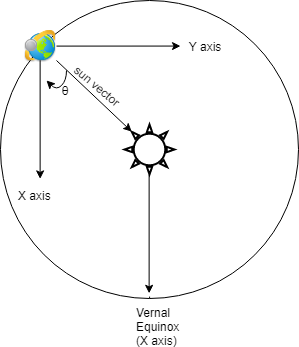 Y axis
sun vector
θ
X axis
Vernal
Equinox
(X axis)